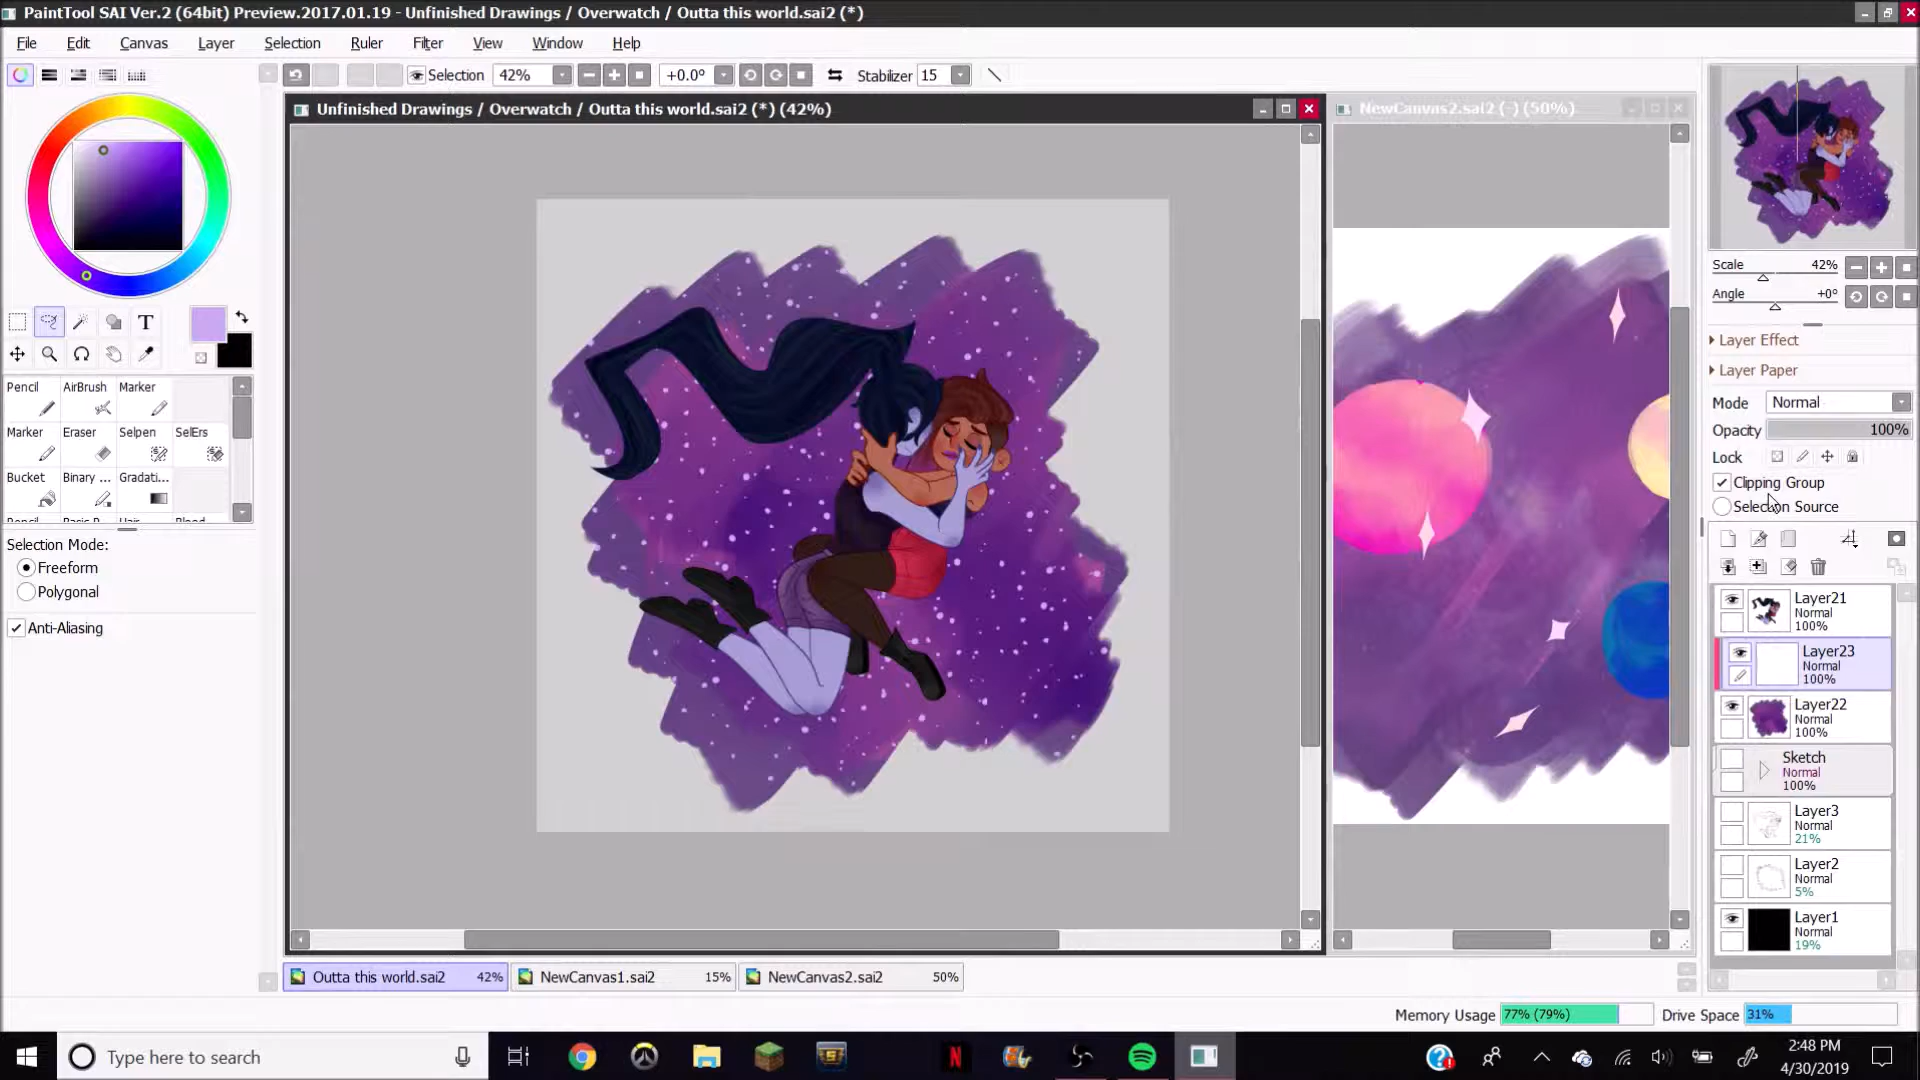 PaintTool SAI Ver.2 (64bit) Preview.2017.01.19 - Unfinished Drawings / Overwatch / Outta this world.sai2 (*)
File Edit Canvas Layer Selection Ruler Filter View Window Help
Selection 42% +0.0° Stabilizer 15
Unfinished Drawings / Overwatch / Outta this world.sai2 (*) (42%)
NewCanvas2.sai2 (-) (50%)
Scale 42%
Angle +0°
Layer Effect
Layer Paper
Mode Normal
Opacity 100%
Lock
Clipping Group
Selection Source
T
Pencil AirBrush Marker
Marker Eraser Selpen SelErs
Bucket Binary ... Gradati...
Selection Mode:
Freeform
Polygonal
Anti-Aliasing
Layer21
Normal
100%
Layer23
Normal
100%
Layer22
Normal
100%
Sketch
Normal
100%
Layer3
Normal
21%
Layer2
Normal
5%
Layer1
Normal
19%
Outta this world.sai2 42% NewCanvas1.sai2 15% NewCanvas2.sai2 50%
Memory Usage 77% (79%) Drive Space 31%
Type here to search
2:48 PM
4/30/2019